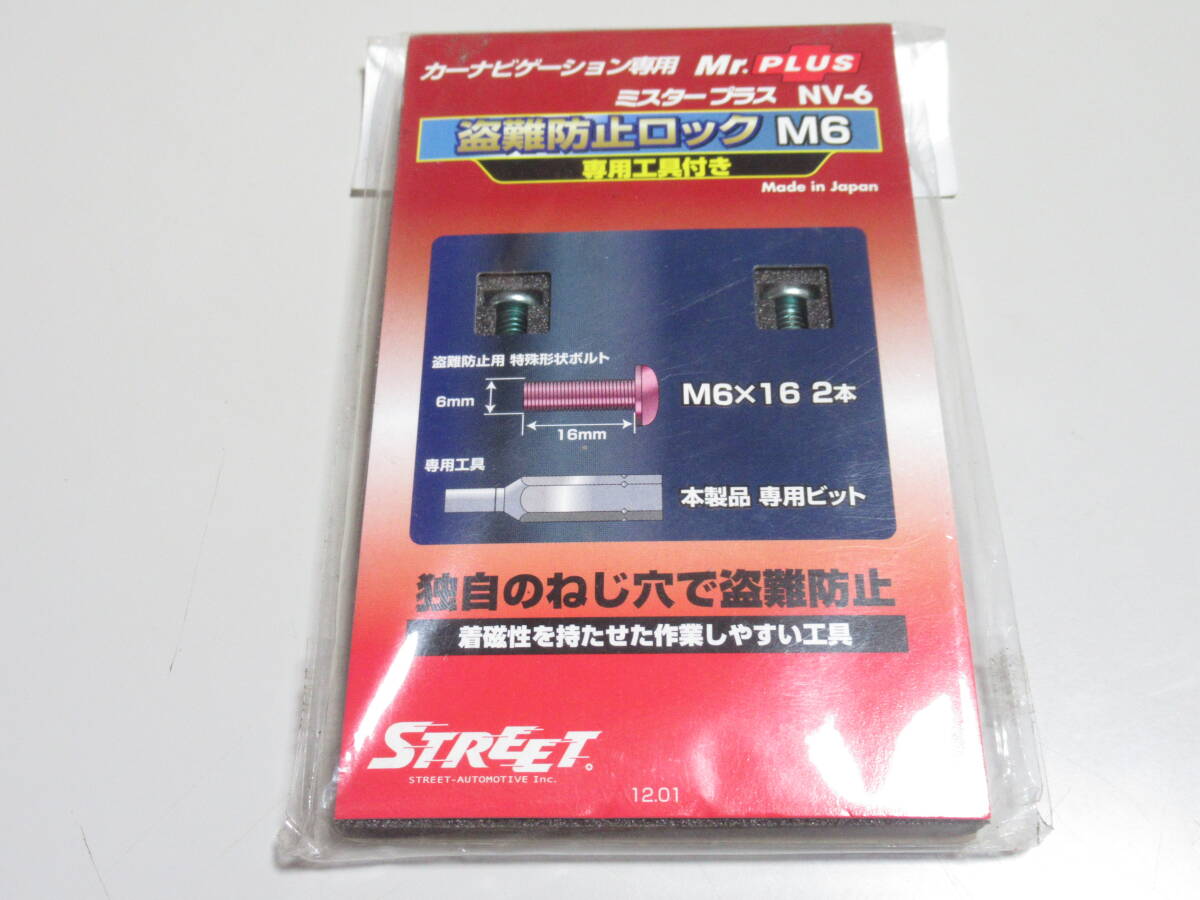 カーナビゲーション専用 Mr.PLUS
ミスタープラス NV-6
盗難防止ロック M6
専用工具付き
Made in Japan
盗難防止用 特殊形状ボルト
6mm
M6×16 2本
16mm
専用工具
本製品 専用ビット
独自のねじ穴で盗難防止
着磁性を持たせた作業しやすい工具
STREET
STREET-AUTOMOTIVE Inc.
12.01